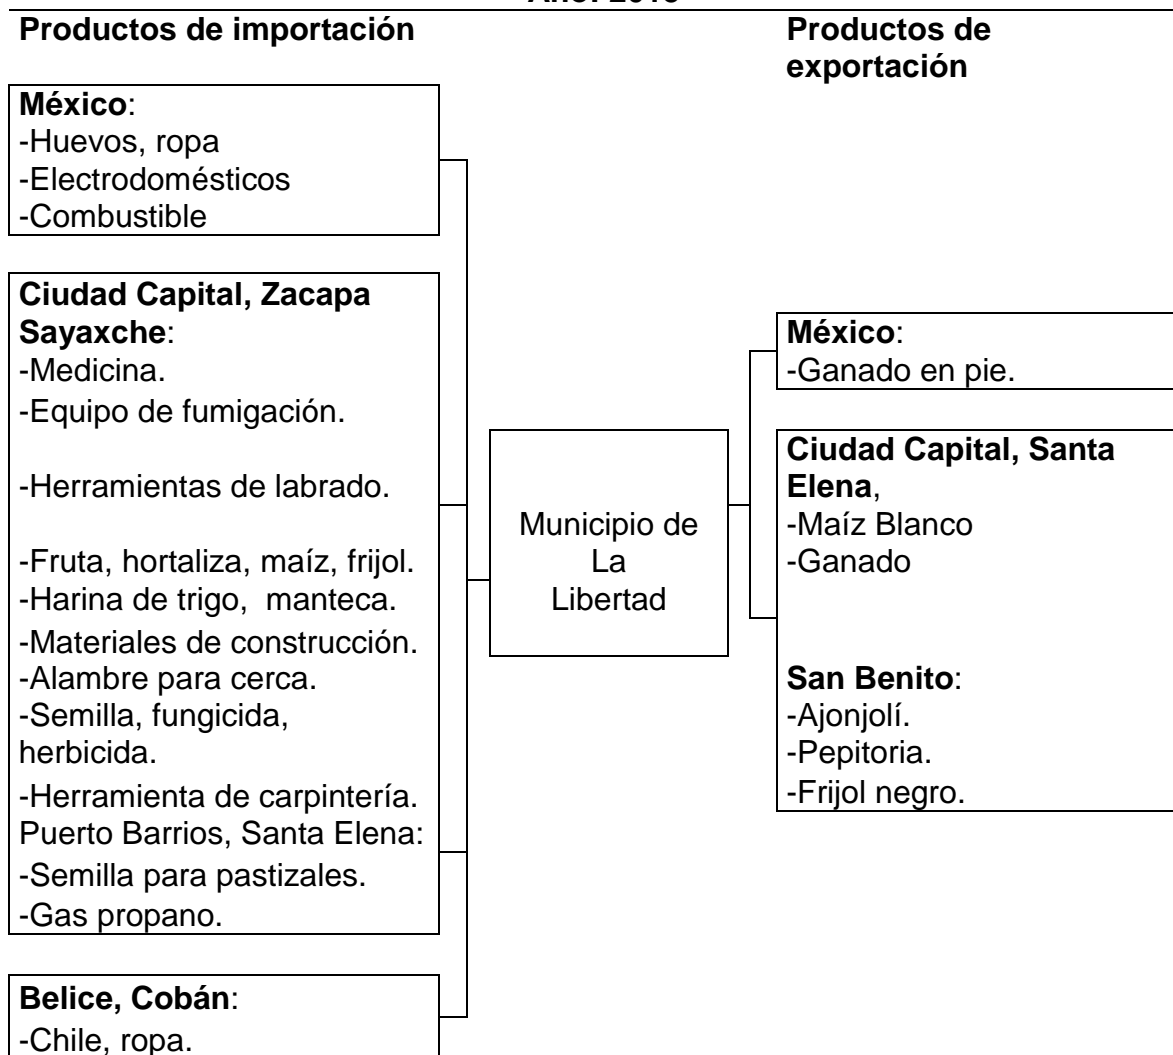 Productos de importación
Productos de
exportación
México:
-Huevos, ropa
-Electrodomésticos
-Combustible
Ciudad Capital, Zacapa
Sayaxche:
-Medicina.
-Equipo de fumigación.
-Herramientas de labrado.
-Fruta, hortaliza, maíz, frijol.
-Harina de trigo, manteca.
-Materiales de construcción.
-Alambre para cerca.
-Semilla, fungicida,
herbicida.
-Herramienta de carpintería.
Puerto Barrios, Santa Elena:
-Semilla para pastizales.
-Gas propano.
Belice, Cobán:
-Chile, ropa.
Municipio de
La
Libertad
México:
-Ganado en pie.
Ciudad Capital, Santa
Elena,
-Maíz Blanco
-Ganado
San Benito:
-Ajonjolí.
-Pepitoria.
-Frijol negro.